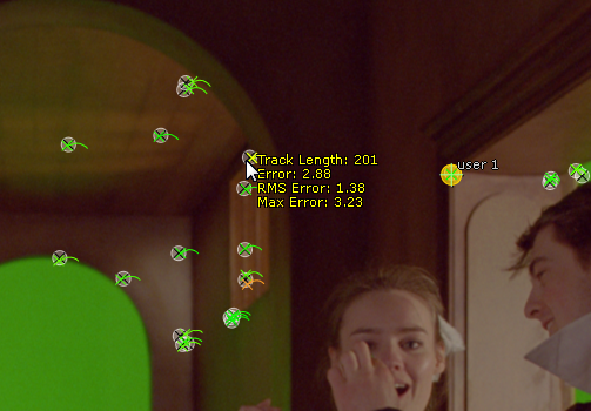 user 1
Track Length: 201
Error: 2.88
RMS Error: 1.38
Max Error: 3.23